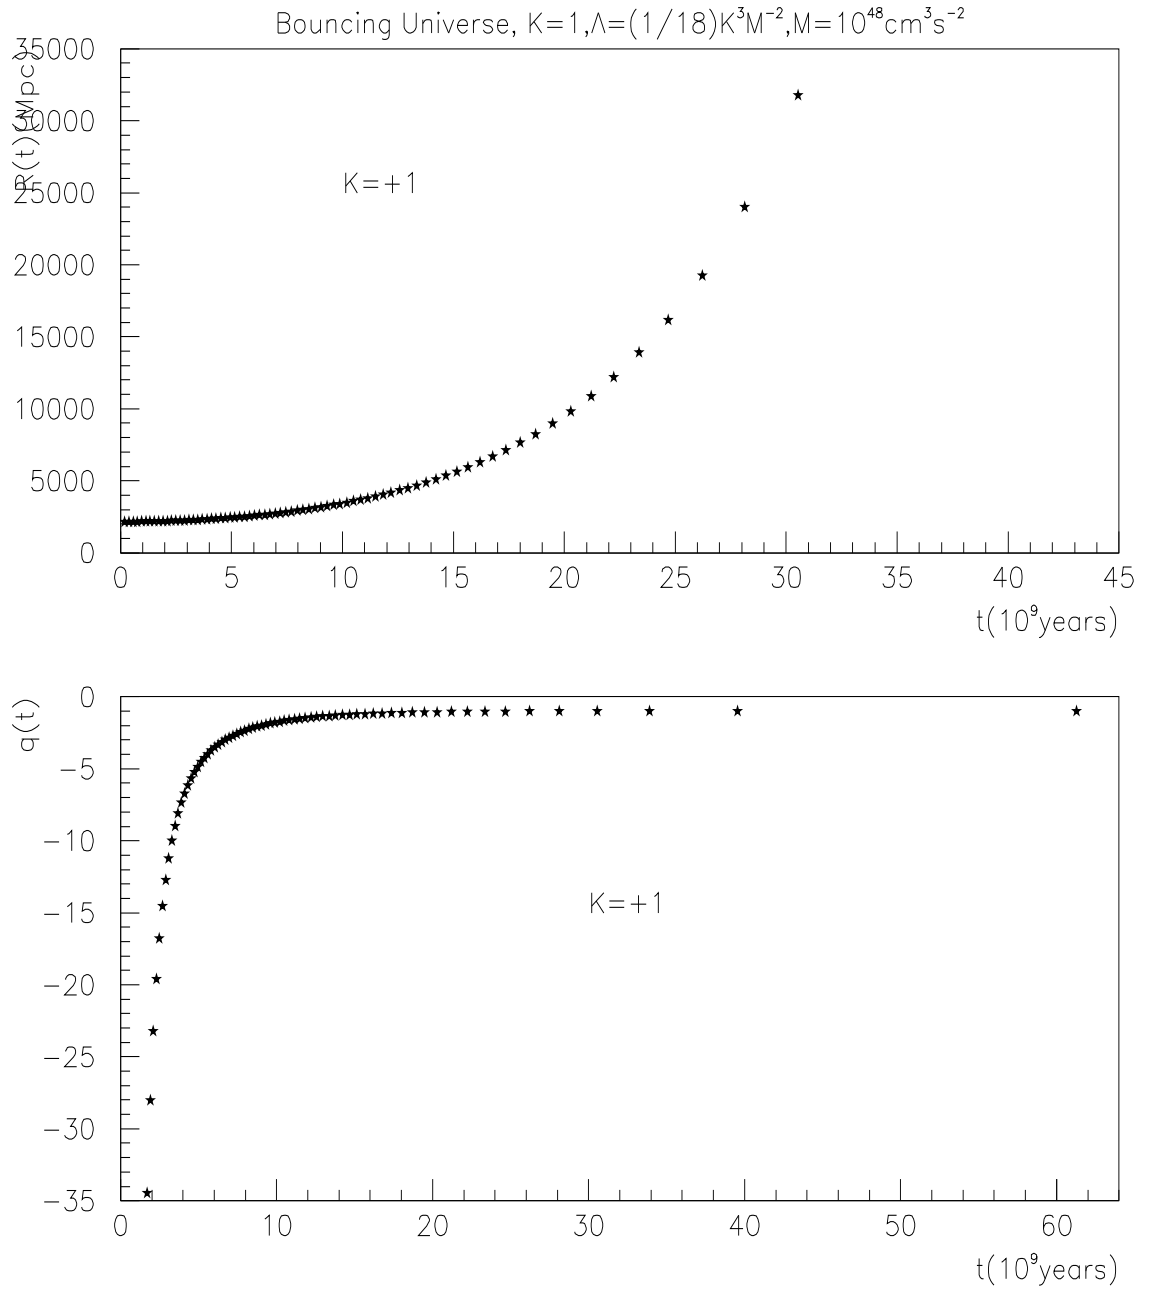 Bouncing Universe, K=1,Λ=(1/18)K³M⁻²,M=10⁴⁸cm³s⁻²
R(t)(Mpc)
35000
30000
25000
20000
15000
10000
5000
0
K=+1
0 5 10 15 20 25 30 35 40 45
t(10⁹years)
q(t)
0
−5
−10
−15
−20
−25
−30
−35
K=+1
0 10 20 30 40 50 60
t(10⁹years)